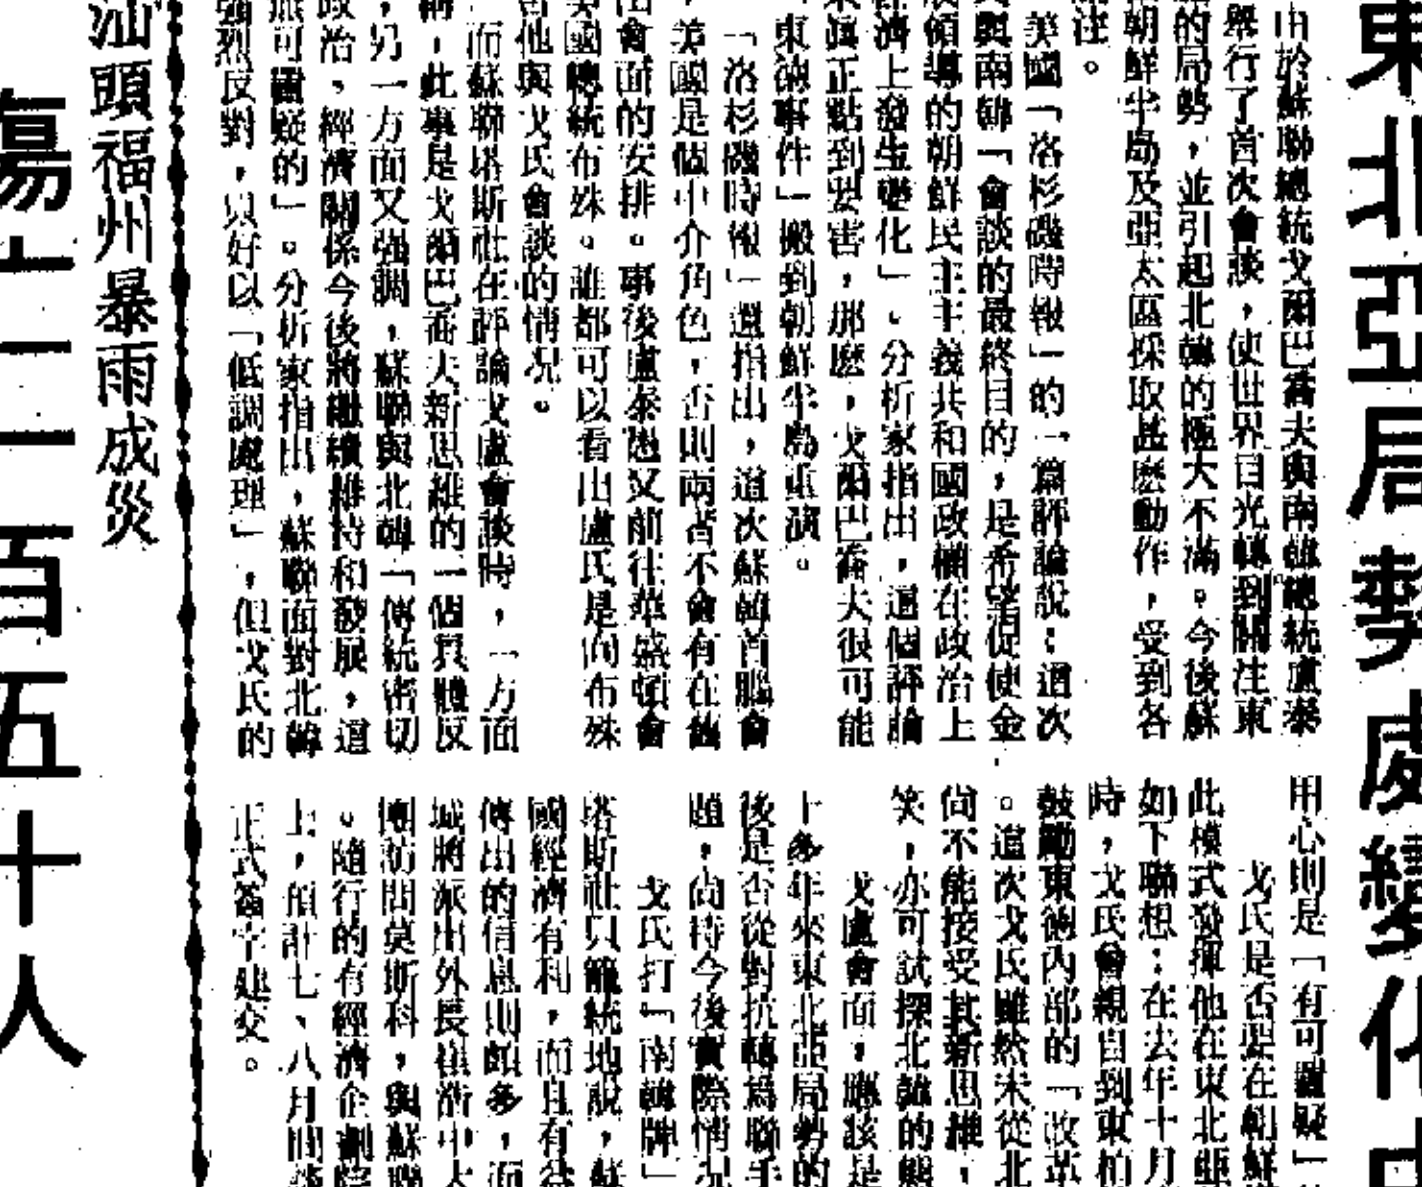 東北亞局勢處變化中
由於蘇聯總統戈爾巴喬夫與南韓總統盧泰
舉行了首次會談，使世界目光轉到關注東
的局勢，並引起北韓的極大不滿。今後蘇
朝鮮半島及亞太區採取甚麼動作，受到各
注。
美國「洛杉磯時報」的一篇評論說：這次
與南韓「會談的最終目的，是希望促使金
領導的朝鮮民主主義共和國政權在政治上
濟上發生變化」。分析家指出，這個評論
眞正點到要害，那麼，戈爾巴喬夫很可能
東德事件」搬到朝鮮半島重演。
「洛杉磯時報」還指出，這次蘇韓首腦會
，美國是個中介角色，否則兩者不會有在舊
會面的安排。事後盧泰愚又前往華盛頓會
美國總統布殊。誰都可以看出盧氏是向布殊
他與戈氏會談的情況。
而蘇聯塔斯社在評論戈盧會談時，一方面
，此事是戈爾巴喬夫新思維的一個具體反
，另一方面又强調，蘇聯與北韓「傳統密切
政治，經濟關係今後將繼續維持和發展，這
無可置疑的」。分析家指出，蘇聯面對北韓
强烈反對，只好以「低調處理」，但戈氏的
用心則是「有可置疑」
戈氏是否要在朝鮮
此模式發揮他在東北亞
如下聯想：在去年十月
時，戈氏曾親自到東柏
鼓勵東德內部的「改革
。這次戈氏雖然未從北
尙不能接受其新思維，
笑，亦可試探北韓的態
戈盧會面，應該是
十多年來東北亞局勢的
後是否從對抗轉爲聯手
題，尙待今後實際情況
戈氏打「南韓牌」
塔斯社只籠統地說，蘇
國經濟有利，而且有益
傳出的信息則頗多，面
城將派出外長崔浩中大
團訪問莫斯科，與蘇聯
。隨行的有經濟企劃院
上，預計七、八月間談
正式簽字建交。
汕頭福州暴雨成災
傷亡二百五十人